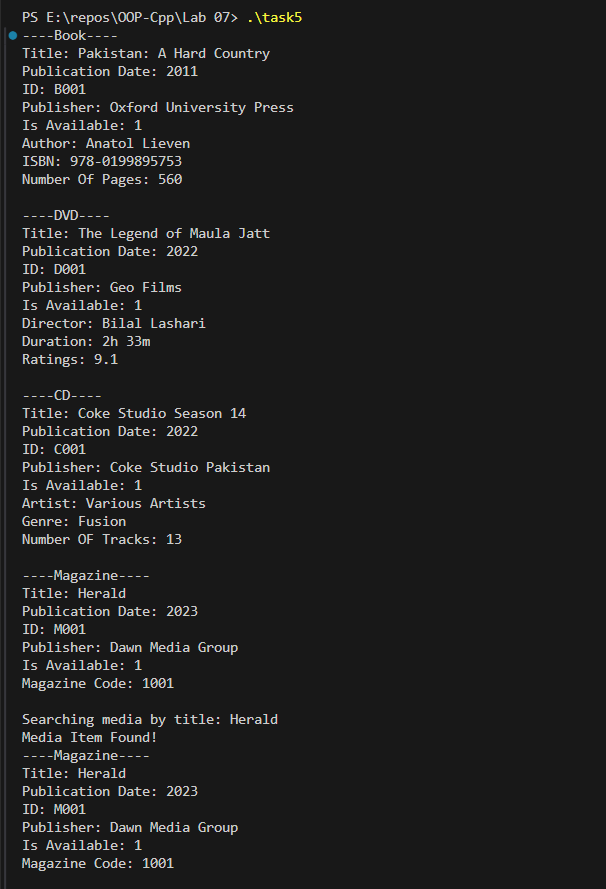 PS E:\repos\OOP-Cpp\Lab 07> .\task5
----Book----
Title: Pakistan: A Hard Country
Publication Date: 2011
ID: B001
Publisher: Oxford University Press
Is Available: 1
Author: Anatol Lieven
ISBN: 978-0199895753
Number Of Pages: 560

----DVD----
Title: The Legend of Maula Jatt
Publication Date: 2022
ID: D001
Publisher: Geo Films
Is Available: 1
Director: Bilal Lashari
Duration: 2h 33m
Ratings: 9.1

----CD----
Title: Coke Studio Season 14
Publication Date: 2022
ID: C001
Publisher: Coke Studio Pakistan
Is Available: 1
Artist: Various Artists
Genre: Fusion
Number OF Tracks: 13

----Magazine----
Title: Herald
Publication Date: 2023
ID: M001
Publisher: Dawn Media Group
Is Available: 1
Magazine Code: 1001

Searching media by title: Herald
Media Item Found!
----Magazine----
Title: Herald
Publication Date: 2023
ID: M001
Publisher: Dawn Media Group
Is Available: 1
Magazine Code: 1001